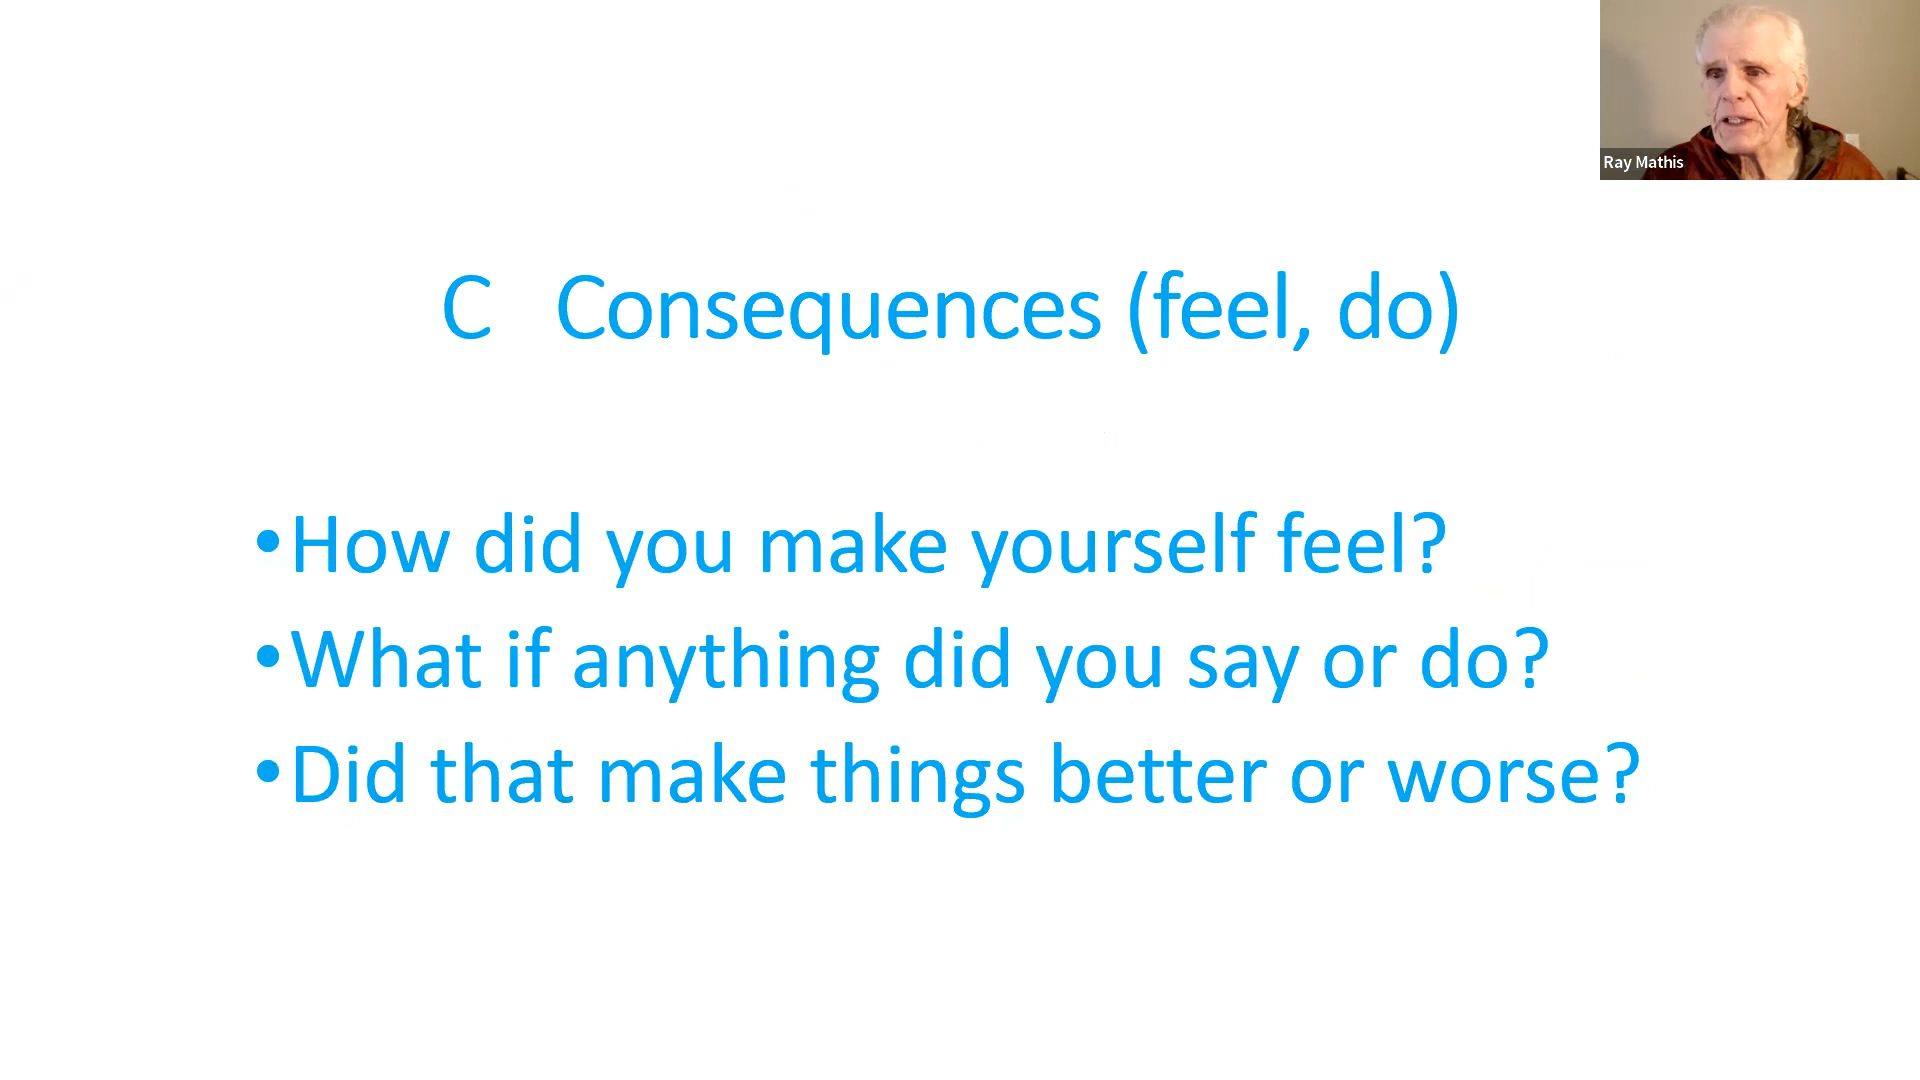 Ray Mathis
C Consequences (feel, do)
•How did you make yourself feel?
•What if anything did you say or do?
•Did that make things better or worse?